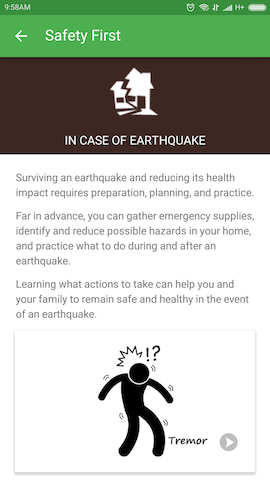 9:58AM H+
Safety First
IN CASE OF EARTHQUAKE
Surviving an earthquake and reducing its health
impact requires preparation, planning, and practice.
Far in advance, you can gather emergency supplies,
identify and reduce possible hazards in your home,
and practice what to do during and after an
earthquake.
Learning what actions to take can help you and
your family to remain safe and healthy in the event
of an earthquake.
!?
Tremor